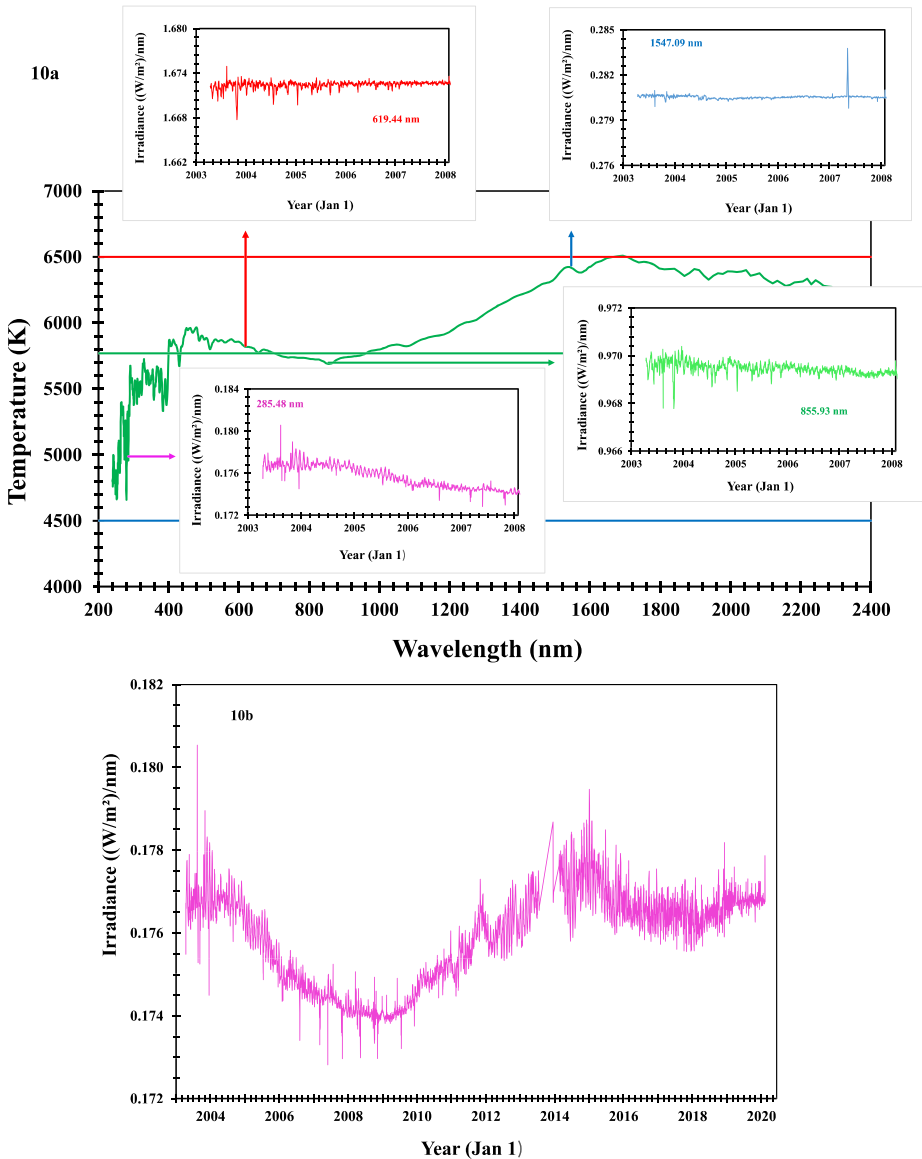 10a
1.680
1.674
1.668
1.662
Irradiance ((W/m²)/nm)
619.44 nm
2003 2004 2005 2006 2007 2008
Year (Jan 1)
0.285
0.282
0.279
0.276
Irradiance ((W/m²)/nm)
1547.09 nm
2003 2004 2005 2006 2007 2008
Year (Jan 1)
7000
6500
6000
5500
5000
4500
4000
Temperature (K)
0.184
0.180
0.176
0.172
Irradiance ((W/m²)/nm)
285.48 nm
2003 2004 2005 2006 2007 2008
Year (Jan 1)
0.972
0.970
0.968
0.966
Irradiance ((W/m²)/nm)
855.93 nm
2003 2004 2005 2006 2007 2008
Year (Jan 1)
200 400 600 800 1000 1200 1400 1600 1800 2000 2200 2400
Wavelength (nm)
10b
0.182
0.180
0.178
0.176
0.174
0.172
Irradiance ((W/m²)/nm)
2004 2006 2008 2010 2012 2014 2016 2018 2020
Year (Jan 1)